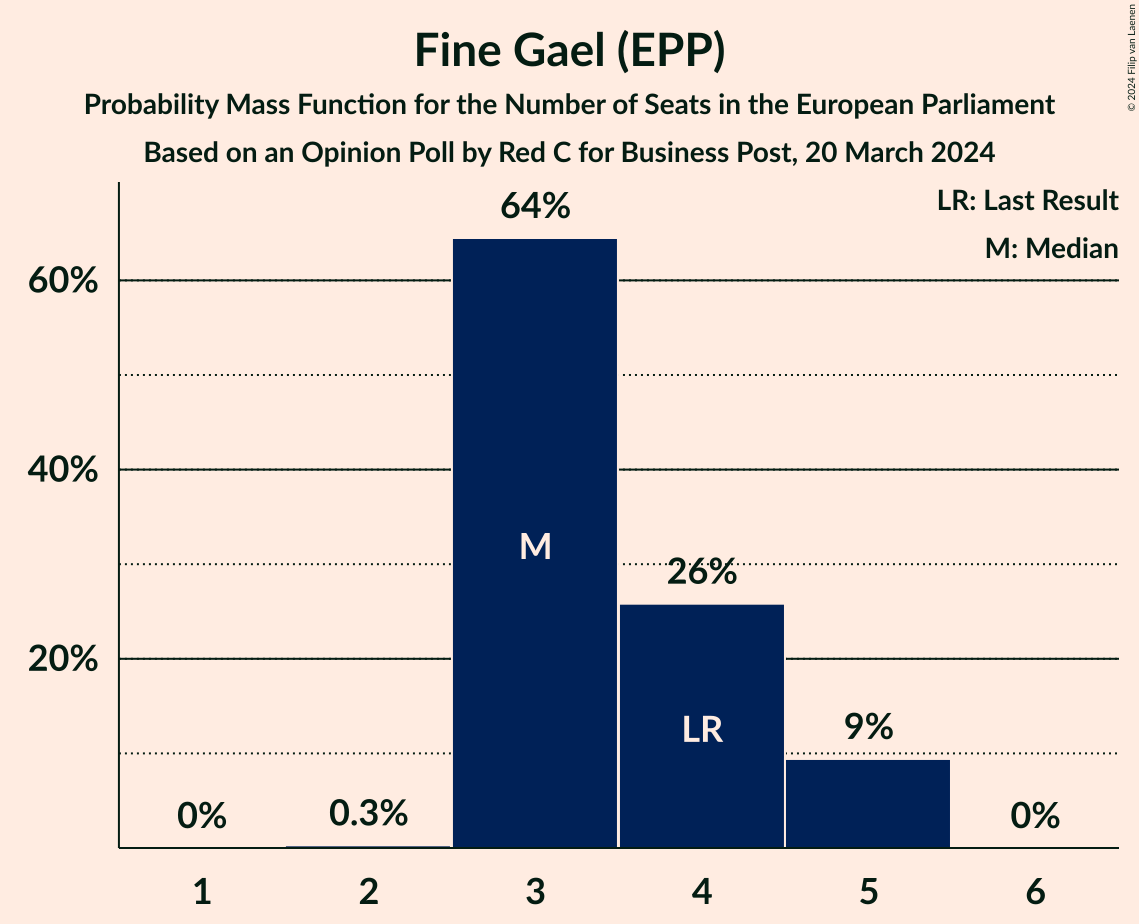 Fine Gael (EPP)
Probability Mass Function for the Number of Seats in the European Parliament
Based on an Opinion Poll by Red C for Business Post, 20 March 2024
© 2024 Filip van Laenen
LR: Last Result
M: Median
60%
40%
20%
0%
0.3%
64%
M
26%
LR
9%
0%
1
2
3
4
5
6